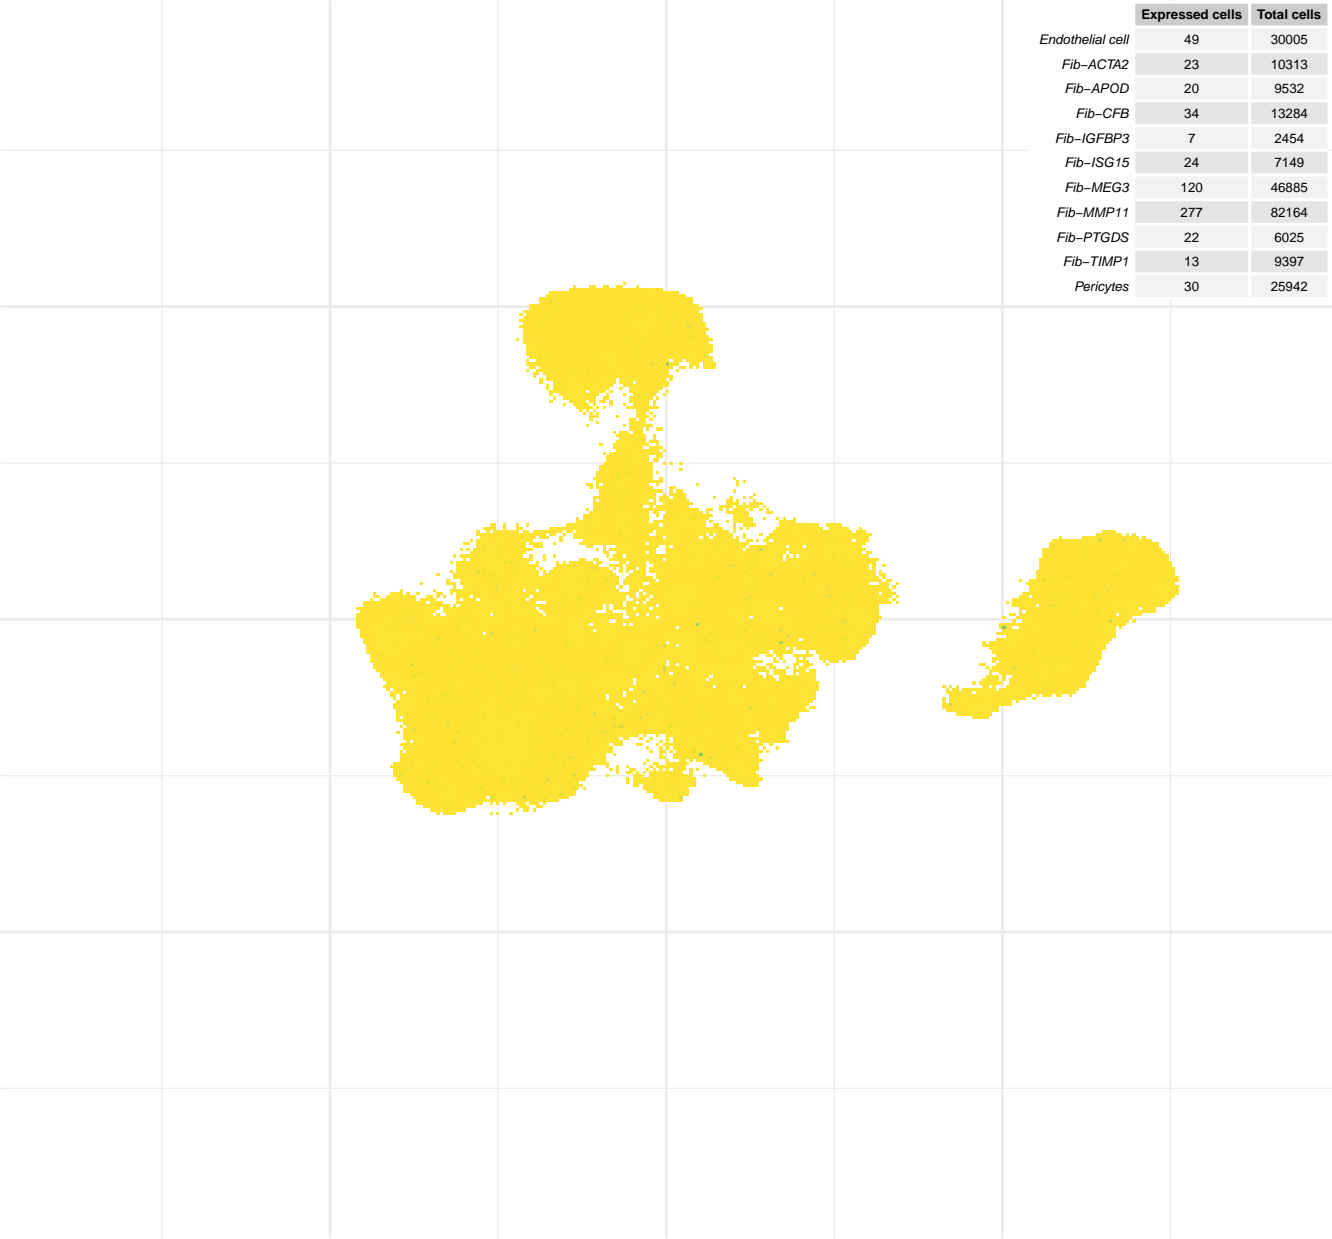 Expressed cells Total cells
Endothelial cell 49 30005
Fib−ACTA2 23 10313
Fib−APOD 20 9532
Fib−CFB 34 13284
Fib−IGFBP3 7 2454
Fib−ISG15 24 7149
Fib−MEG3 120 46885
Fib−MMP11 277 82164
Fib−PTGDS 22 6025
Fib−TIMP1 13 9397
Pericytes 30 25942